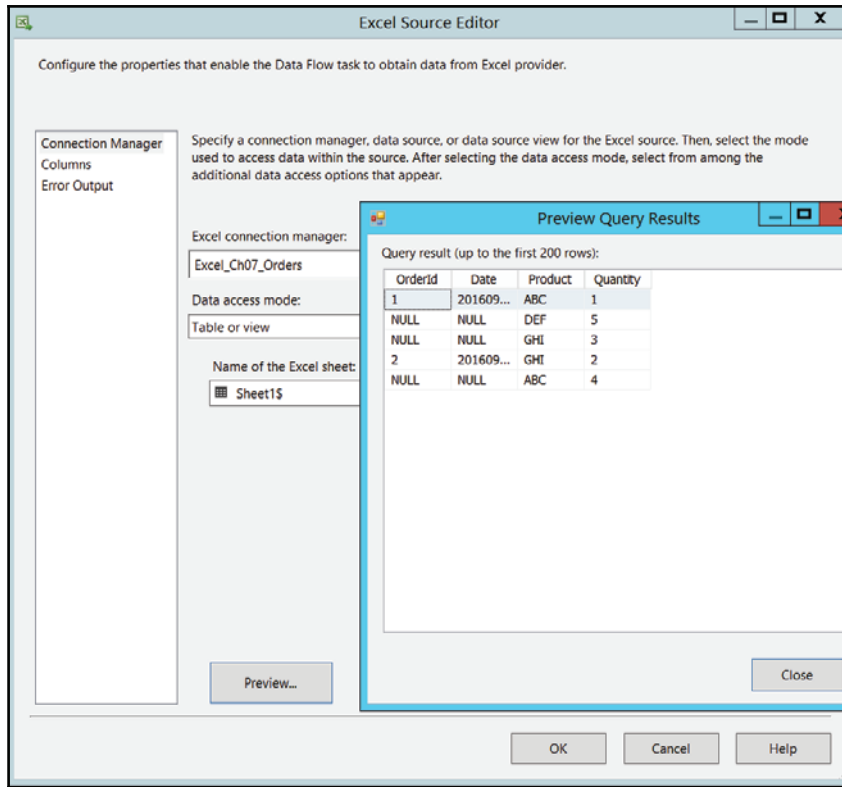 Excel Source Editor
Configure the properties that enable the Data Flow task to obtain data from Excel provider.
Connection Manager
Columns
Error Output
Specify a connection manager, data source, or data source view for the Excel source. Then, select the mode
used to access data within the source. After selecting the data access mode, select from among the
additional data access options that appear.
Excel connection manager:
Excel_Ch07_Orders
Data access mode:
Table or view
Name of the Excel sheet:
Sheet1$
Preview...
Preview Query Results
Query result (up to the first 200 rows):
OrderId Date Product Quantity
1 201609... ABC 1
NULL NULL DEF 5
NULL NULL GHI 3
2 201609... GHI 2
NULL NULL ABC 4
Close
OK Cancel Help